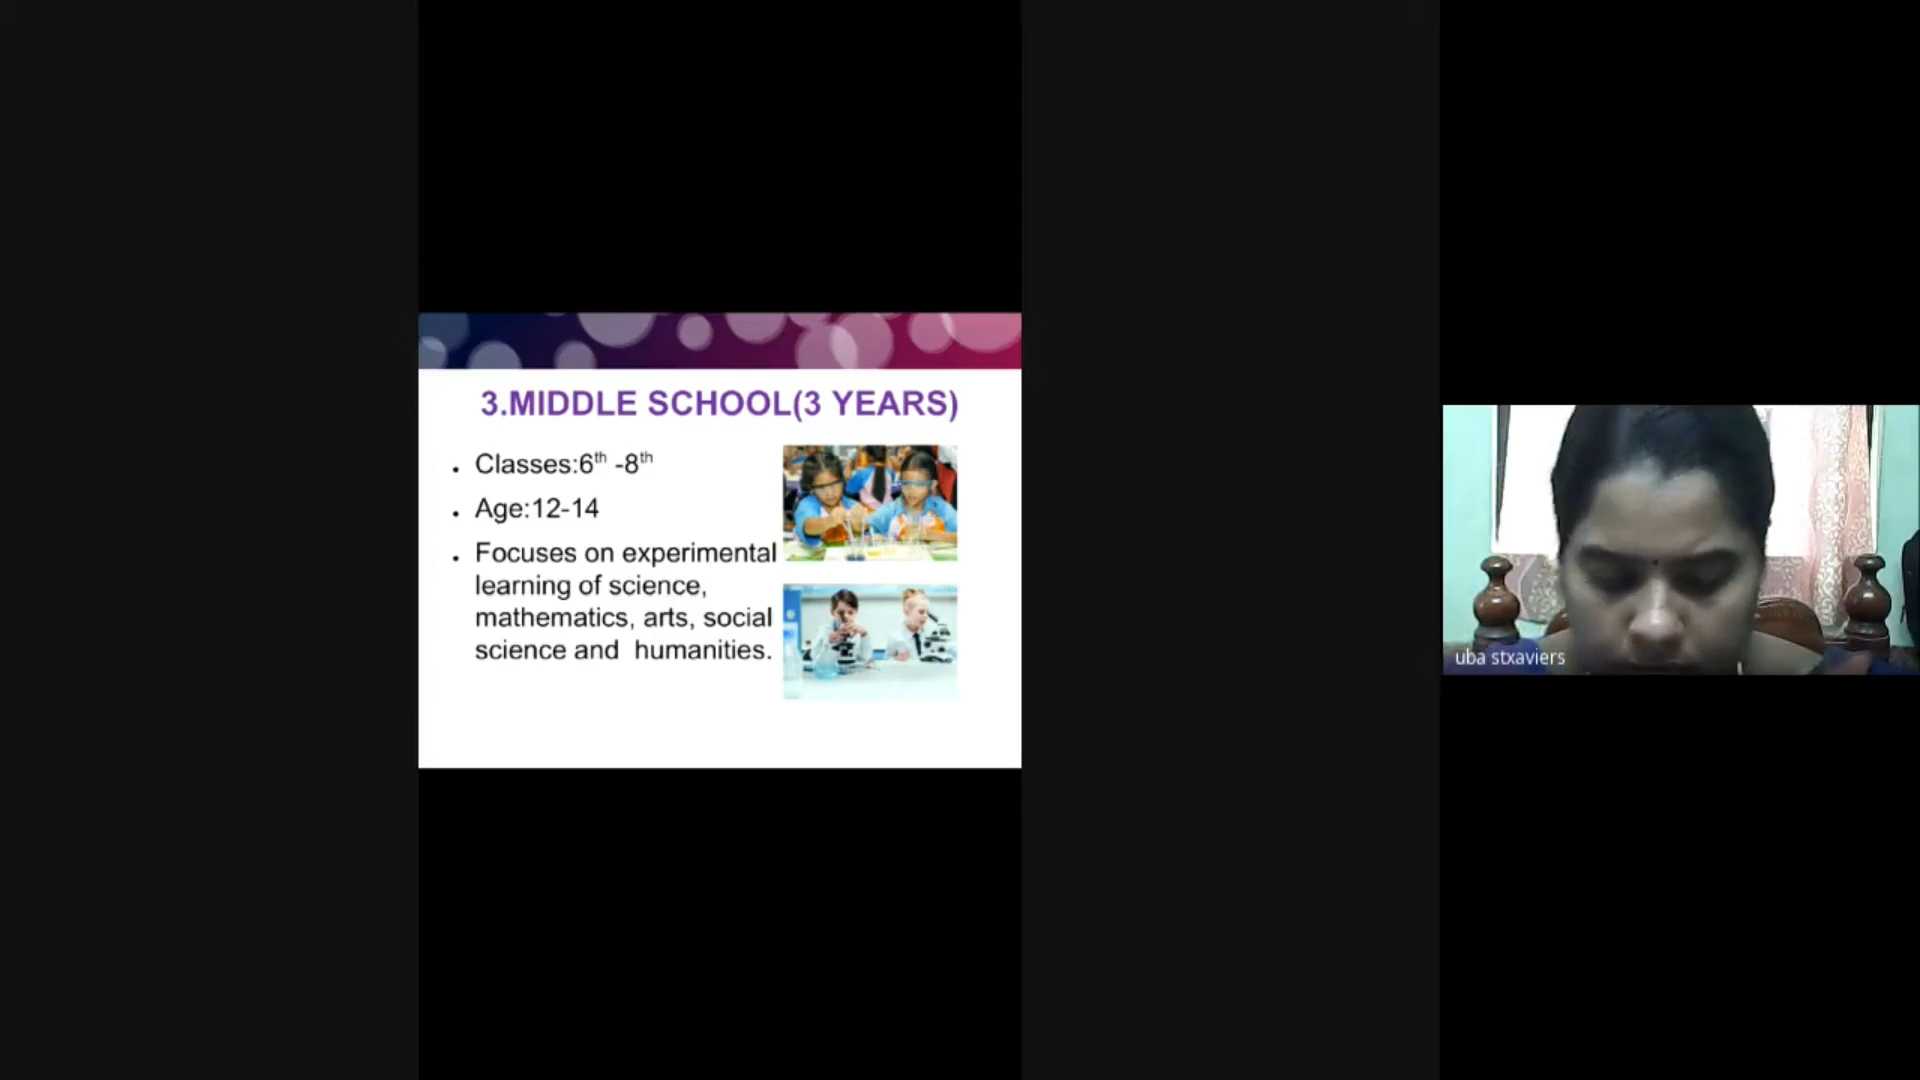 3.MIDDLE SCHOOL(3 YEARS)
. Classes:6th -8th
. Age:12-14
. Focuses on experimental
learning of science,
mathematics, arts, social
science and humanities.
uba stxaviers